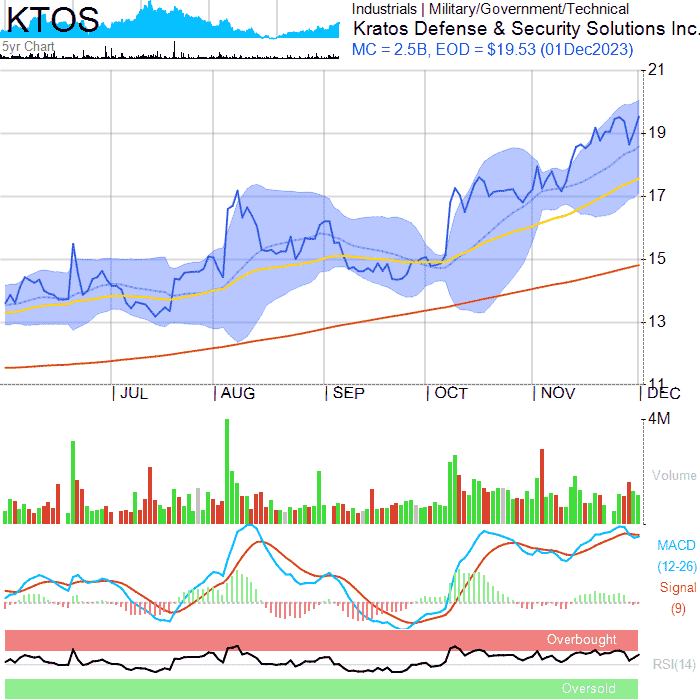 KTOS
5yr Chart
Industrials | Military/Government/Technical
Kratos Defense & Security Solutions Inc.
MC = 2.5B, EOD = $19.53 (01Dec2023)
21
19
17
15
13
11
JUL AUG SEP OCT NOV DEC
4M
Volume
MACD
(12-26)
Signal
(9)
Overbought
RSI(14)
Oversold